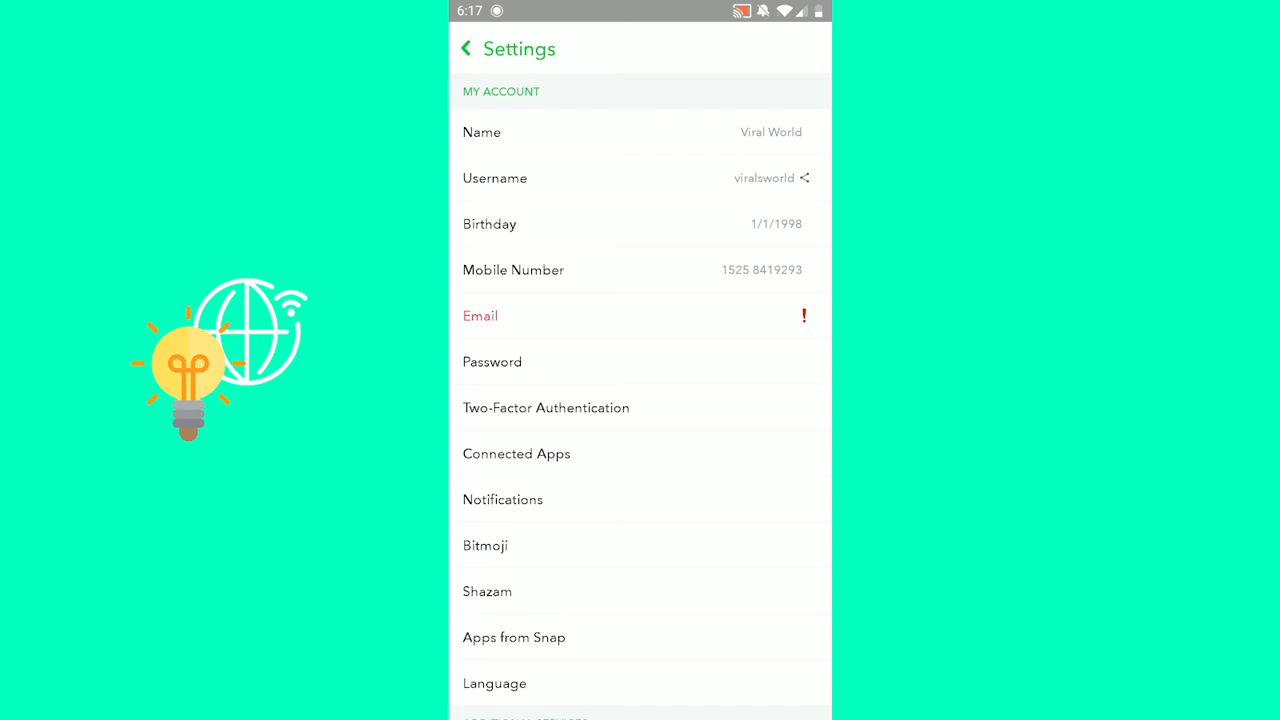 6:17
Settings
MY ACCOUNT
Name Viral World
Username viralsworld
Birthday 1/1/1998
Mobile Number 1525 8419293
Email !
Password
Two-Factor Authentication
Connected Apps
Notifications
Bitmoji
Shazam
Apps from Snap
Language